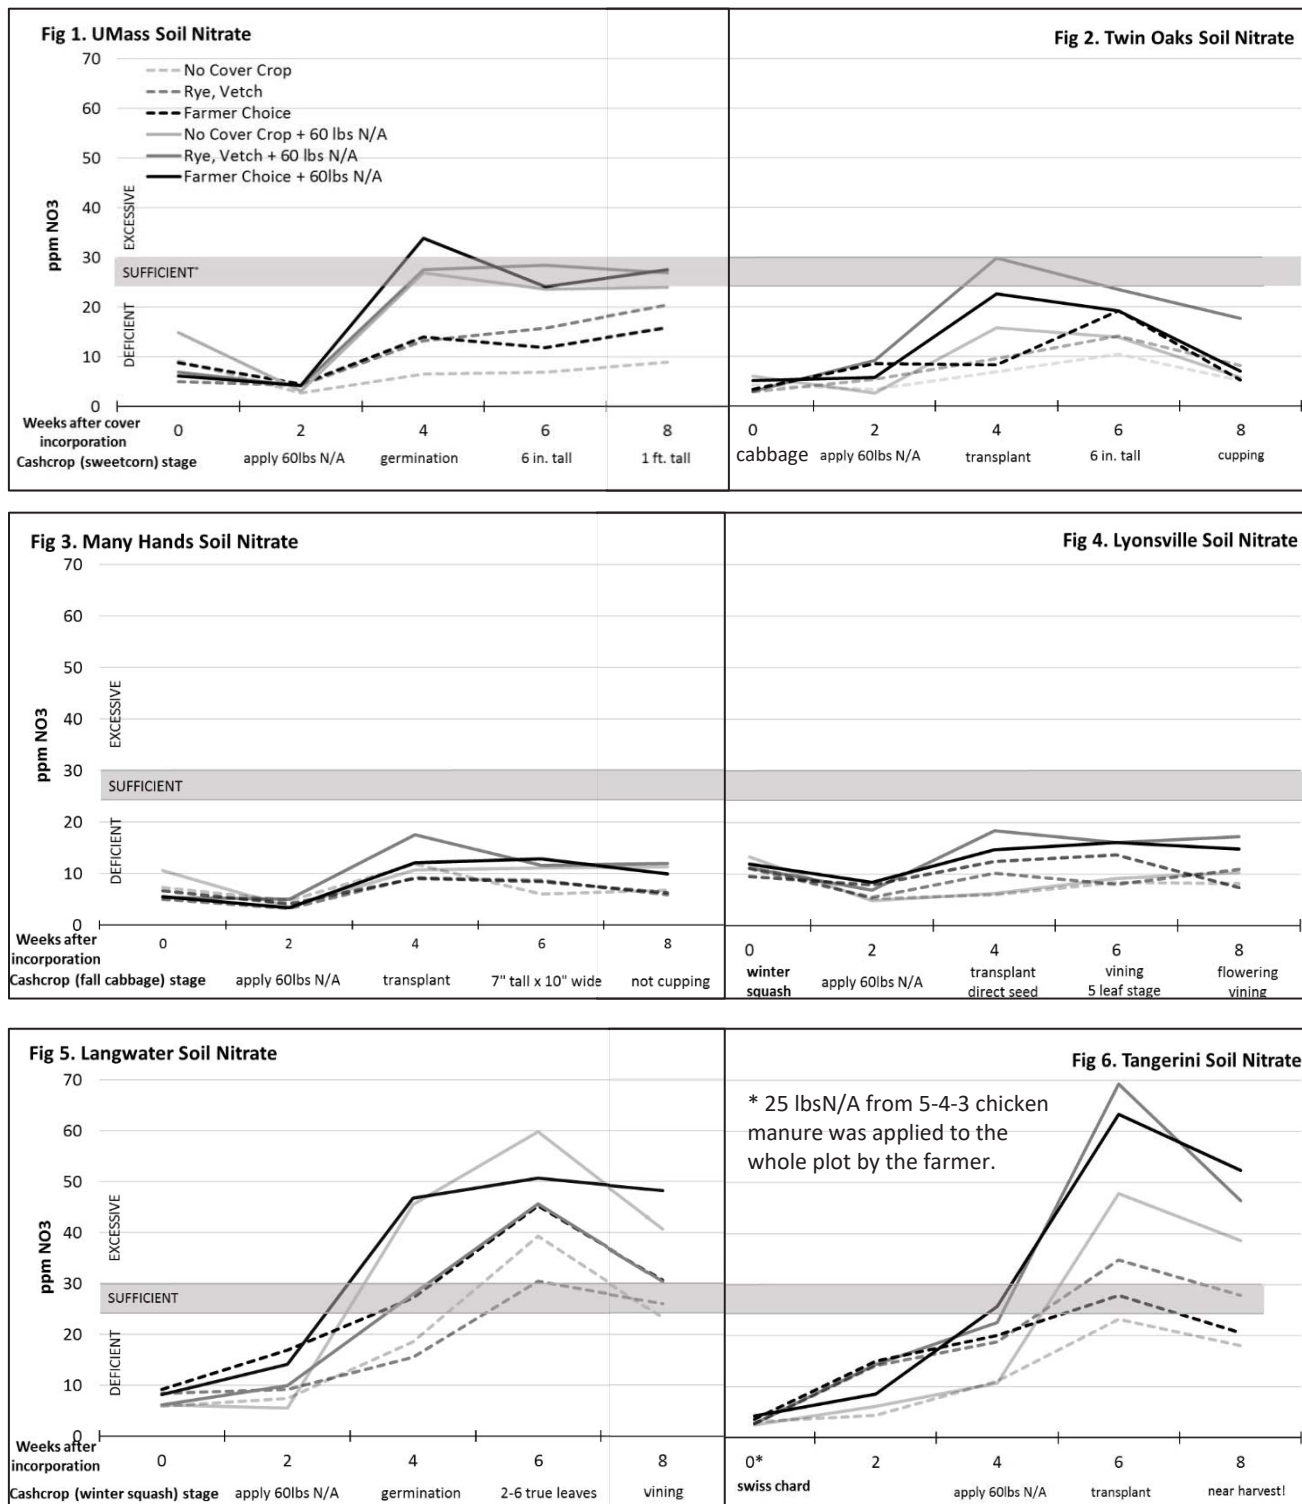 Fig 1. UMass Soil Nitrate
70
60
50
40
30
20
10
0
ppm NO3
EXCESSIVE
SUFFICIENT*
DEFICIENT
No Cover Crop
Rye, Vetch
Farmer Choice
No Cover Crop + 60 lbs N/A
Rye, Vetch + 60 lbs N/A
Farmer Choice + 60lbs N/A
Weeks after cover
incorporation
0 2 4 6 8
Cashcrop (sweetcorn) stage apply 60lbs N/A germination 6 in. tall 1 ft. tall
Fig 2. Twin Oaks Soil Nitrate
0 2 4 6 8
cabbage apply 60lbs N/A transplant 6 in. tall cupping
Fig 3. Many Hands Soil Nitrate
70
60
50
40
30
20
10
0
ppm NO3
EXCESSIVE
SUFFICIENT
DEFICIENT
Weeks after
incorporation
0 2 4 6 8
Cashcrop (fall cabbage) stage apply 60lbs N/A transplant 7" tall x 10" wide not cupping
Fig 4. Lyonsville Soil Nitrate
0 2 4 6 8
winter
squash
apply 60lbs N/A
transplant
direct seed
vining
5 leaf stage
flowering
vining
Fig 5. Langwater Soil Nitrate
70
60
50
40
30
20
10
0
ppm NO3
EXCESSIVE
SUFFICIENT
DEFICIENT
Weeks after
incorporation
0 2 4 6 8
Cashcrop (winter squash) stage apply 60lbs N/A germination 2-6 true leaves vining
Fig 6. Tangerini Soil Nitrate
* 25 lbsN/A from 5-4-3 chicken
manure was applied to the
whole plot by the farmer.
0* 2 4 6 8
swiss chard apply 60lbs N/A transplant near harvest!